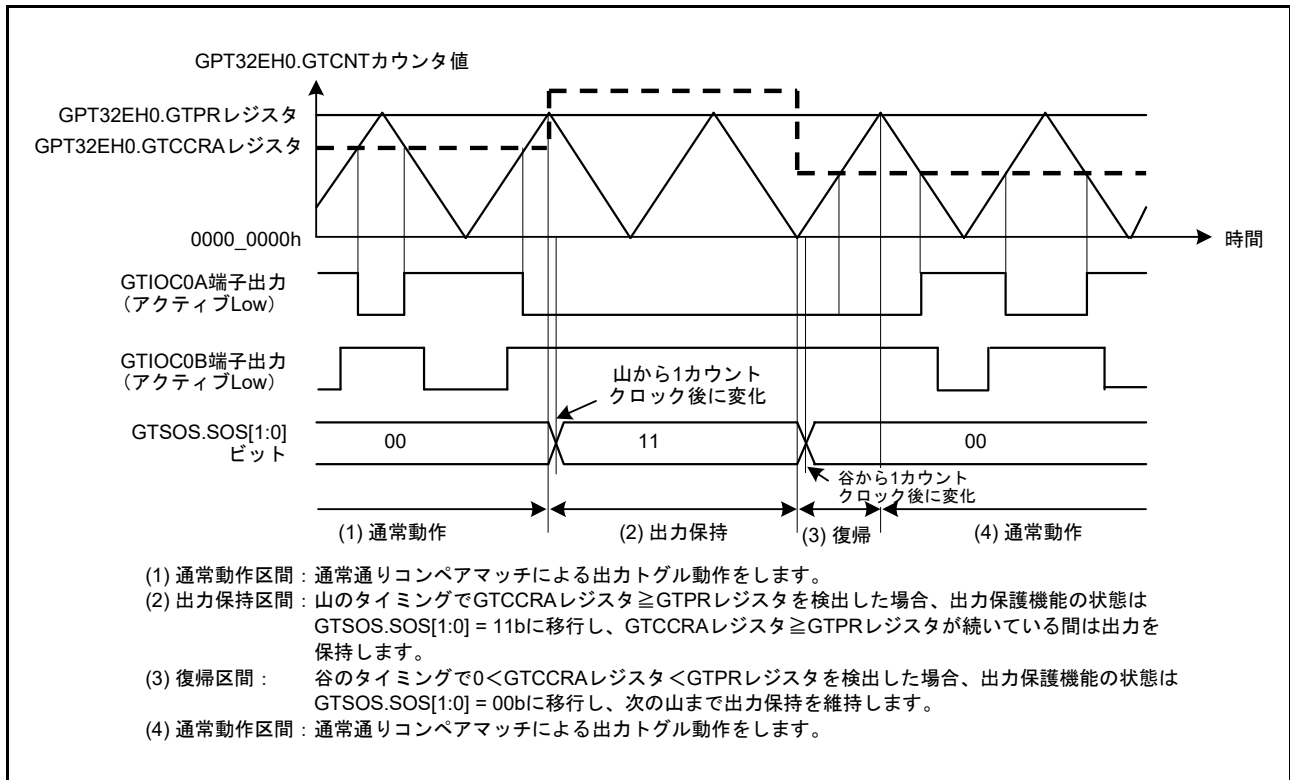 GPT32EH0.GTCNTカウンタ値
GPT32EH0.GTPRレジスタ
GPT32EH0.GTCCRAレジスタ
0000_0000h
時間
GTIOC0A端子出力
（アクティブLow）
GTIOC0B端子出力
（アクティブLow）
山から1カウント
クロック後に変化
GTSOS.SOS[1:0]
ビット
00
11
00
谷から1カウント
クロック後に変化
(1) 通常動作
(2) 出力保持
(3) 復帰
(4) 通常動作
(1) 通常動作区間：通常通りコンペアマッチによる出力トグル動作をします。
(2) 出力保持区間：山のタイミングでGTCCRAレジスタ≧GTPRレジスタを検出した場合、出力保護機能の状態は
GTSOS.SOS[1:0] = 11bに移行し、GTCCRAレジスタ≧GTPRレジスタが続いている間は出力を
保持します。
(3) 復帰区間： 谷のタイミングで0＜GTCCRAレジスタ＜GTPRレジスタを検出した場合、出力保護機能の状態は
GTSOS.SOS[1:0] = 00bに移行し、次の山まで出力保持を維持します。
(4) 通常動作区間：通常通りコンペアマッチによる出力トグル動作をします。